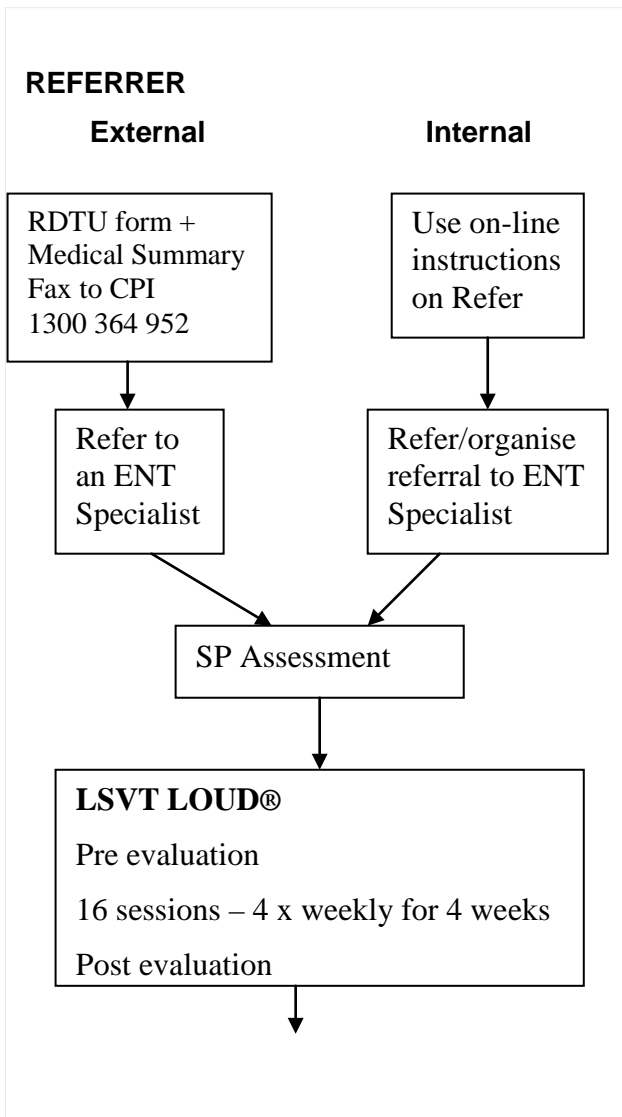 REFERRER
External
Internal
RDTU form +
Medical Summary
Fax to CPI
1300 364 952
Use on-line
instructions
on Refer
Refer to
an ENT
Specialist
Refer/organise
referral to ENT
Specialist
SP Assessment
LSVT LOUD®
Pre evaluation
16 sessions – 4 x weekly for 4 weeks
Post evaluation